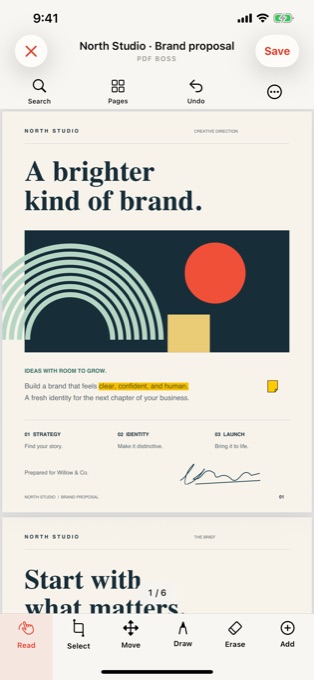 9:41
North Studio · Brand proposal
PDF BOSS
Save
Search
Pages
Undo
NORTH STUDIO
CREATIVE DIRECTION
A brighter
kind of brand.
IDEAS WITH ROOM TO GROW.
Build a brand that feels clear, confident, and human.
A fresh identity for the next chapter of your business.
01 STRATEGY
02 IDENTITY
03 LAUNCH
Find your story.
Make it distinctive.
Bring it to life.
Prepared for Willow & Co.
NORTH STUDIO / BRAND PROPOSAL
01
NORTH STUDIO
THE BRIEF
Start with
1 / 6
what matters.
Read
Select
Move
Draw
Erase
Add